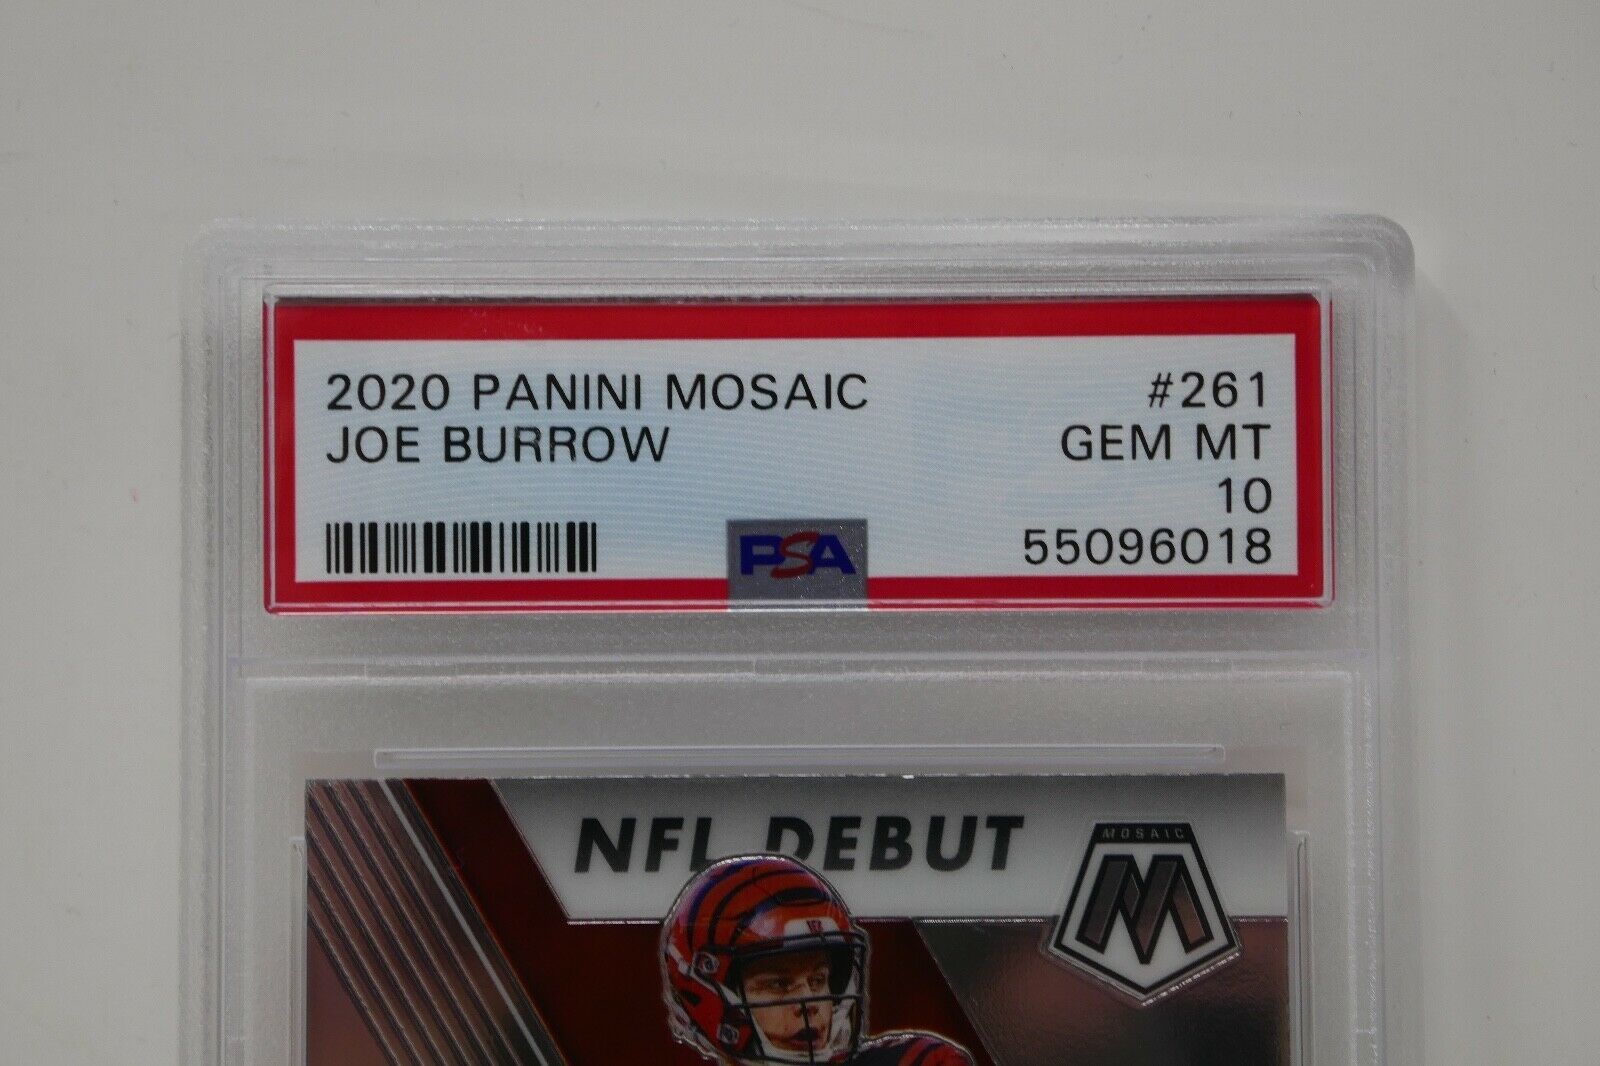 2020 PANINI MOSAIC #261
JOE BURROW GEM MT
10
PSA 55096018
NFL DEBUT
MOSAIC
M